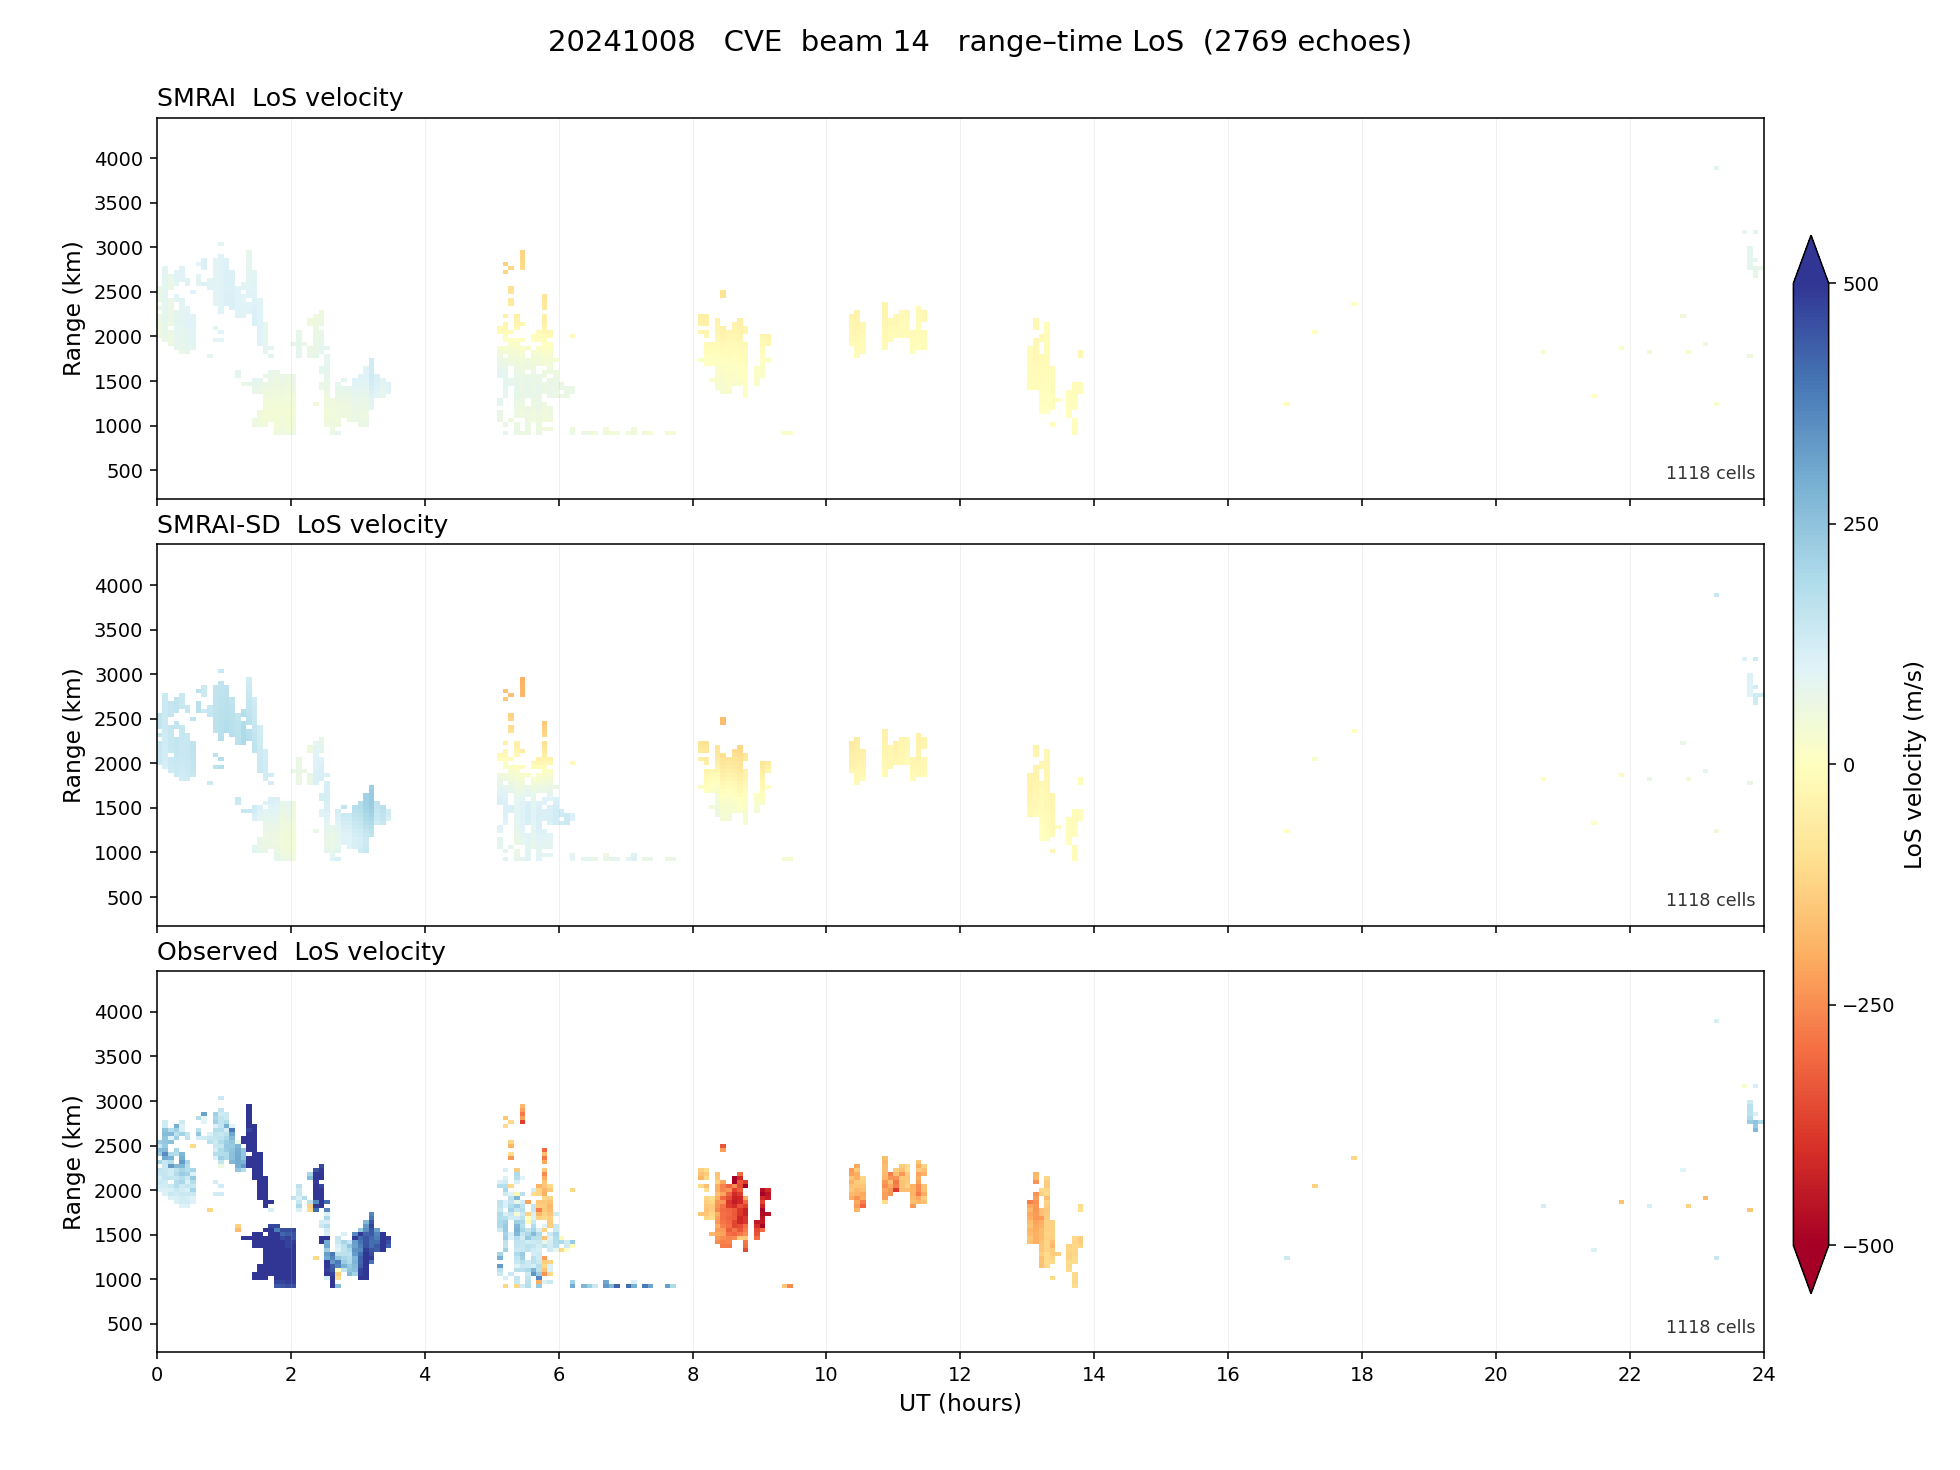 20241008   CVE  beam 14   range–time LoS  (2769 echoes)
SMRAI  LoS velocity
Range (km)
4000
3500
3000
2500
2000
1500
1000
500
1118 cells
SMRAI-SD  LoS velocity
Range (km)
4000
3500
3000
2500
2000
1500
1000
500
1118 cells
Observed  LoS velocity
Range (km)
4000
3500
3000
2500
2000
1500
1000
500
1118 cells
0 2 4 6 8 10 12 14 16 18 20 22 24
UT (hours)
500
250
0
−250
−500
LoS velocity (m/s)